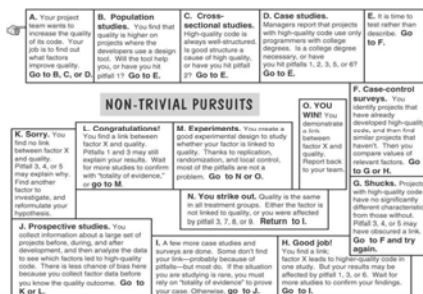 A. Your project
team wants to
increase the quality
of its code. Your
job is to find out
what factors
improve quality.
Go to B, C, or D.
B. Population
studies. You find that
quality is higher on
projects where the
developers use a design
tool. Will the tool help
you, or have you hit
pitfall 1? Go to E.
C. Cross-
sectional studies.
High-quality code is
always well-structured.
Is good structure a
cause of high quality,
or have you hit pitfall
2? Go to E.
D. Case studies.
Managers report that projects
with high-quality code use only
programmers with college
degrees. Is a college degree
necessary, or have
you hit pitfalls 1, 2, 3, 5, or 6?
Go to E.
E. It is time to
test rather than
describe. Go
to F.
F. Case-control
surveys. You
identify projects that
have already
developed high-quality
code, and then find
similar projects that
haven't. Then you
compare values of
relevant factors. Go
to G or H.
NON-TRIVIAL PURSUITS
O. YOU
WIN! You
demonstrate
a link
between factor
X and quality.
Report back
to your team.
K. Sorry. You
find no link
between factor
X and quality.
Pitfall 3, 4, or 5
may explain why.
Find another
factor to
investigate, and
reformulate your
hypothesis.
L. Congratulations!
You find a link between
factor X and quality.
Pitfalls 1 and 3 may still
explain your results. Wait
for more studies to confirm
with "totality of evidence,"
or go to M.
M. Experiments. You create a
good experimental design to study
whether your factor is linked to
quality. Thanks to replication,
randomization, and local control,
most of the pitfalls are not a
problem. Go to N or O.
G. Shucks. Projects
with high-quality code
have no significantly
different characteristics
from those without.
Pitfall 3, 4, or 5 may
have obscured a link.
Go to F and try
again.
N. You strike out. Quality is the same
in all treatment groups. Either the factor is
not linked to quality, or you were affected
by pitfall 3, 7, 8, or 9. Return to I.
J. Prospective studies. You
collect information about a large set of
projects before, during, and after
development, and then analyze the data
to see which factors led to high-quality
code. There is less chance of bias here
because you collect factor data before
you know the quality outcome. Go to
K or L.
I. A few more case studies and
surveys are done. Some don't find
your link—probably because of
pitfalls—but most do. If the situation
you are studying is rare, you must
rely on "totality of evidence" to prove
your case. Otherwise, go to J.
H. Good job!
You find a link;
factor X leads to higher-quality code in
one study. But your results may be
affected by pitfall 1, 3, or 6. Wait for
more studies to confirm your findings.
Go to I.